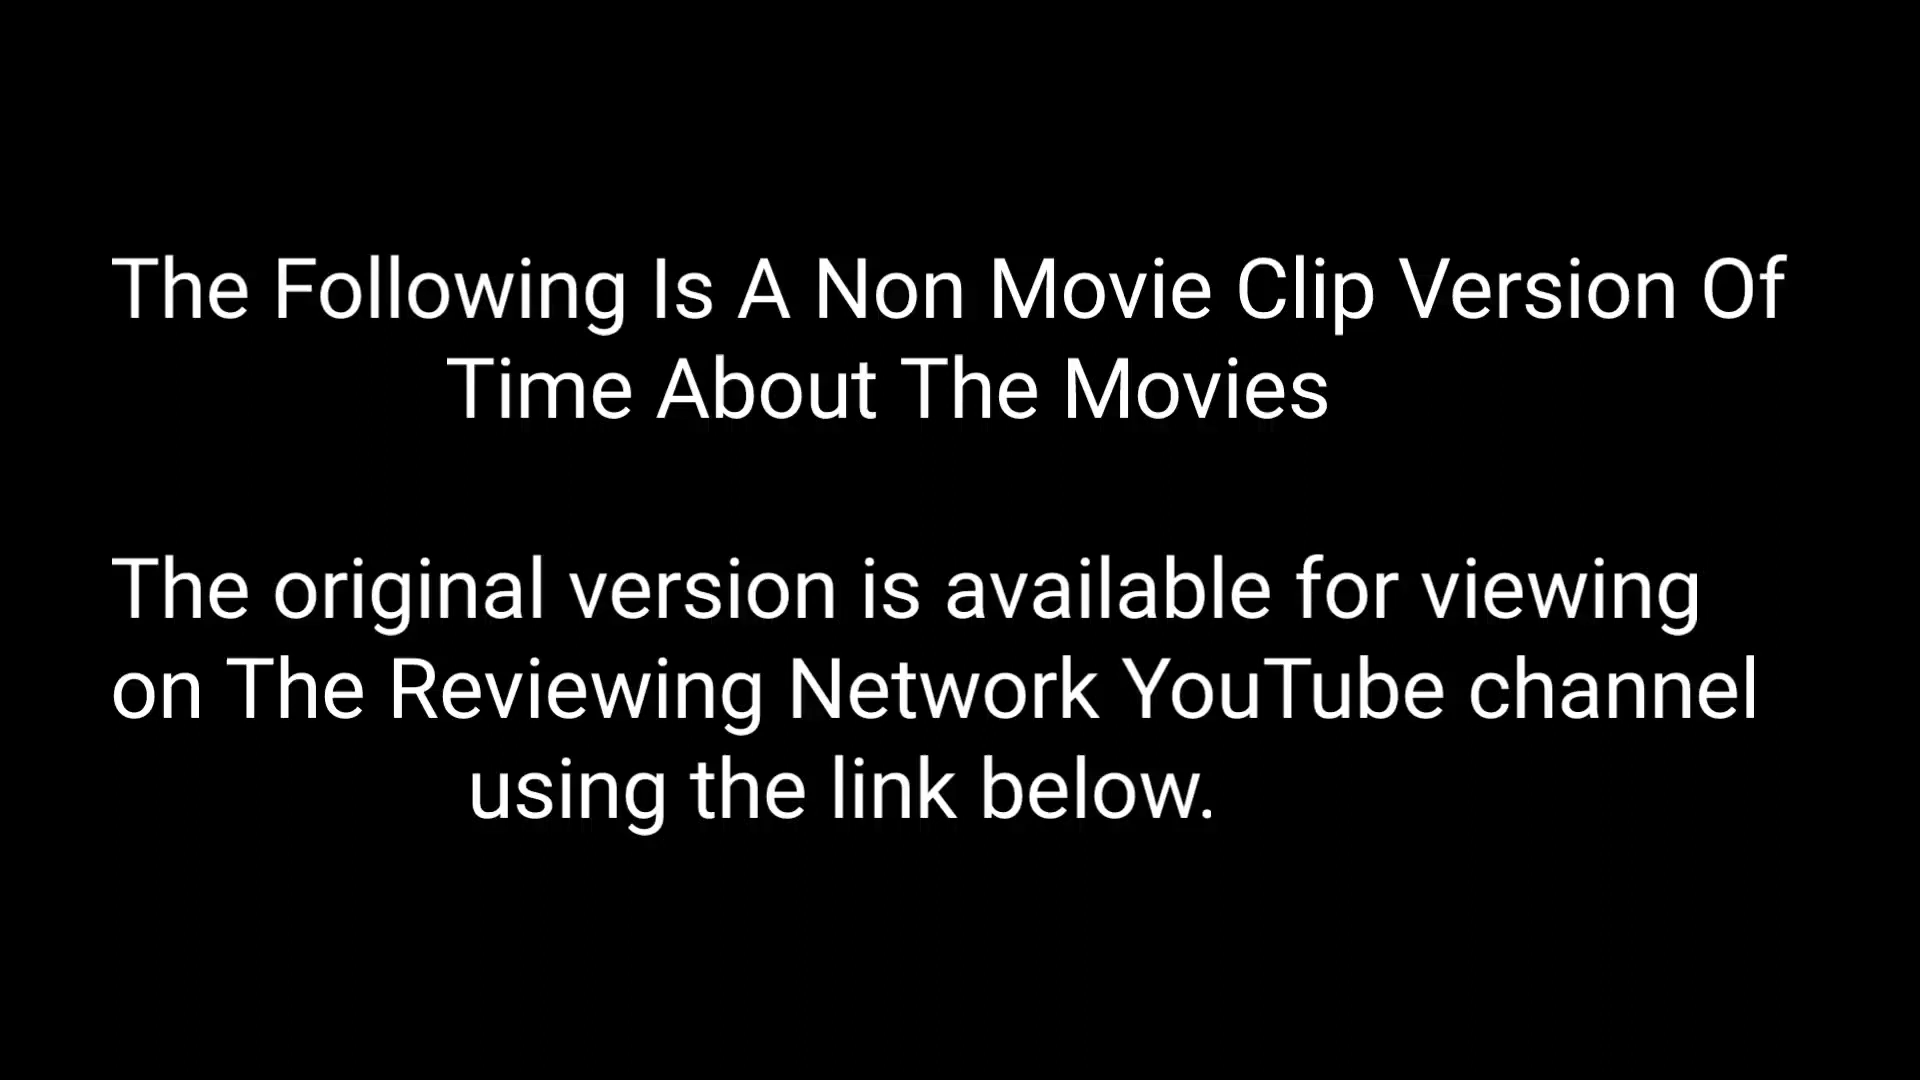 The Following Is A Non Movie Clip Version Of
Time About The Movies
The original version is available for viewing
on The Reviewing Network YouTube channel
using the link below.